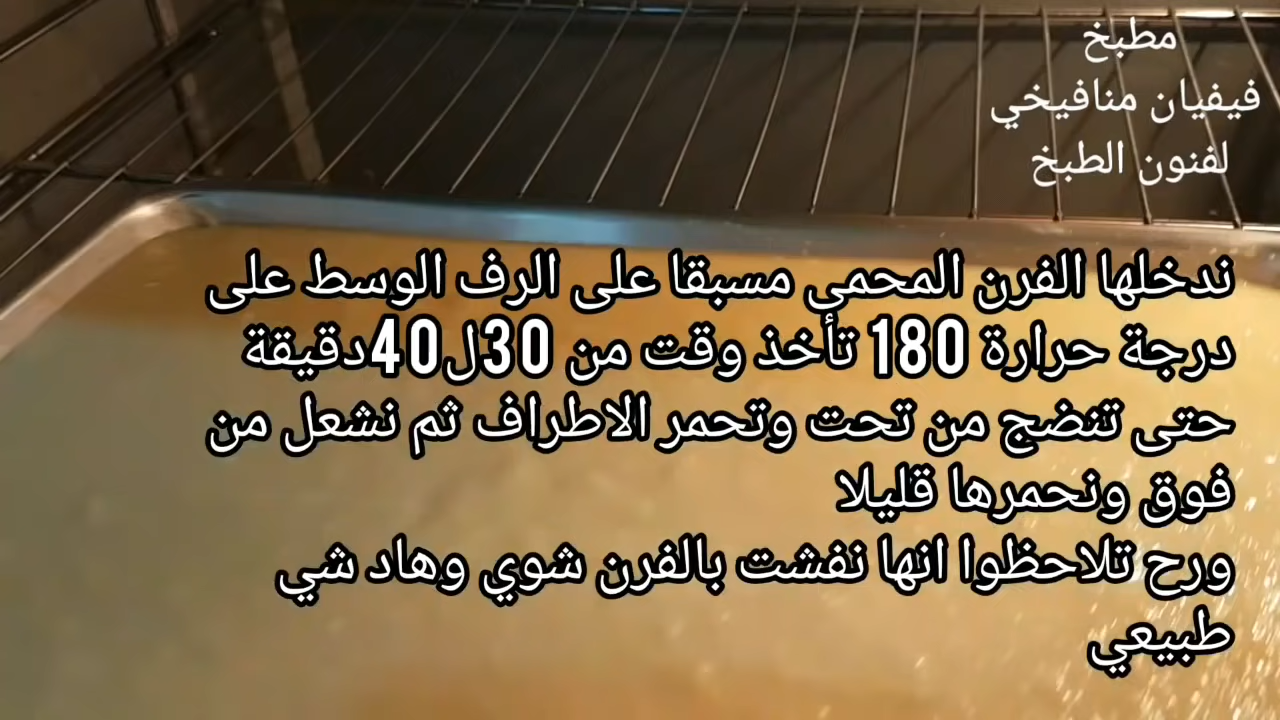 مطبخ
فيفيان منافيخي
لفنون الطبخ
ندخلها الفرن المحمي مسبقا على الرف الوسط على
درجة حرارة 180 تأخذ وقت من 30ل40دقيقة
حتى تنضج من تحت وتحمر الاطراف ثم نشعل من
فوق ونحمرها قليلا
ورح تلاحظوا انها نفشت بالفرن شوي وهاد شي
طبيعي